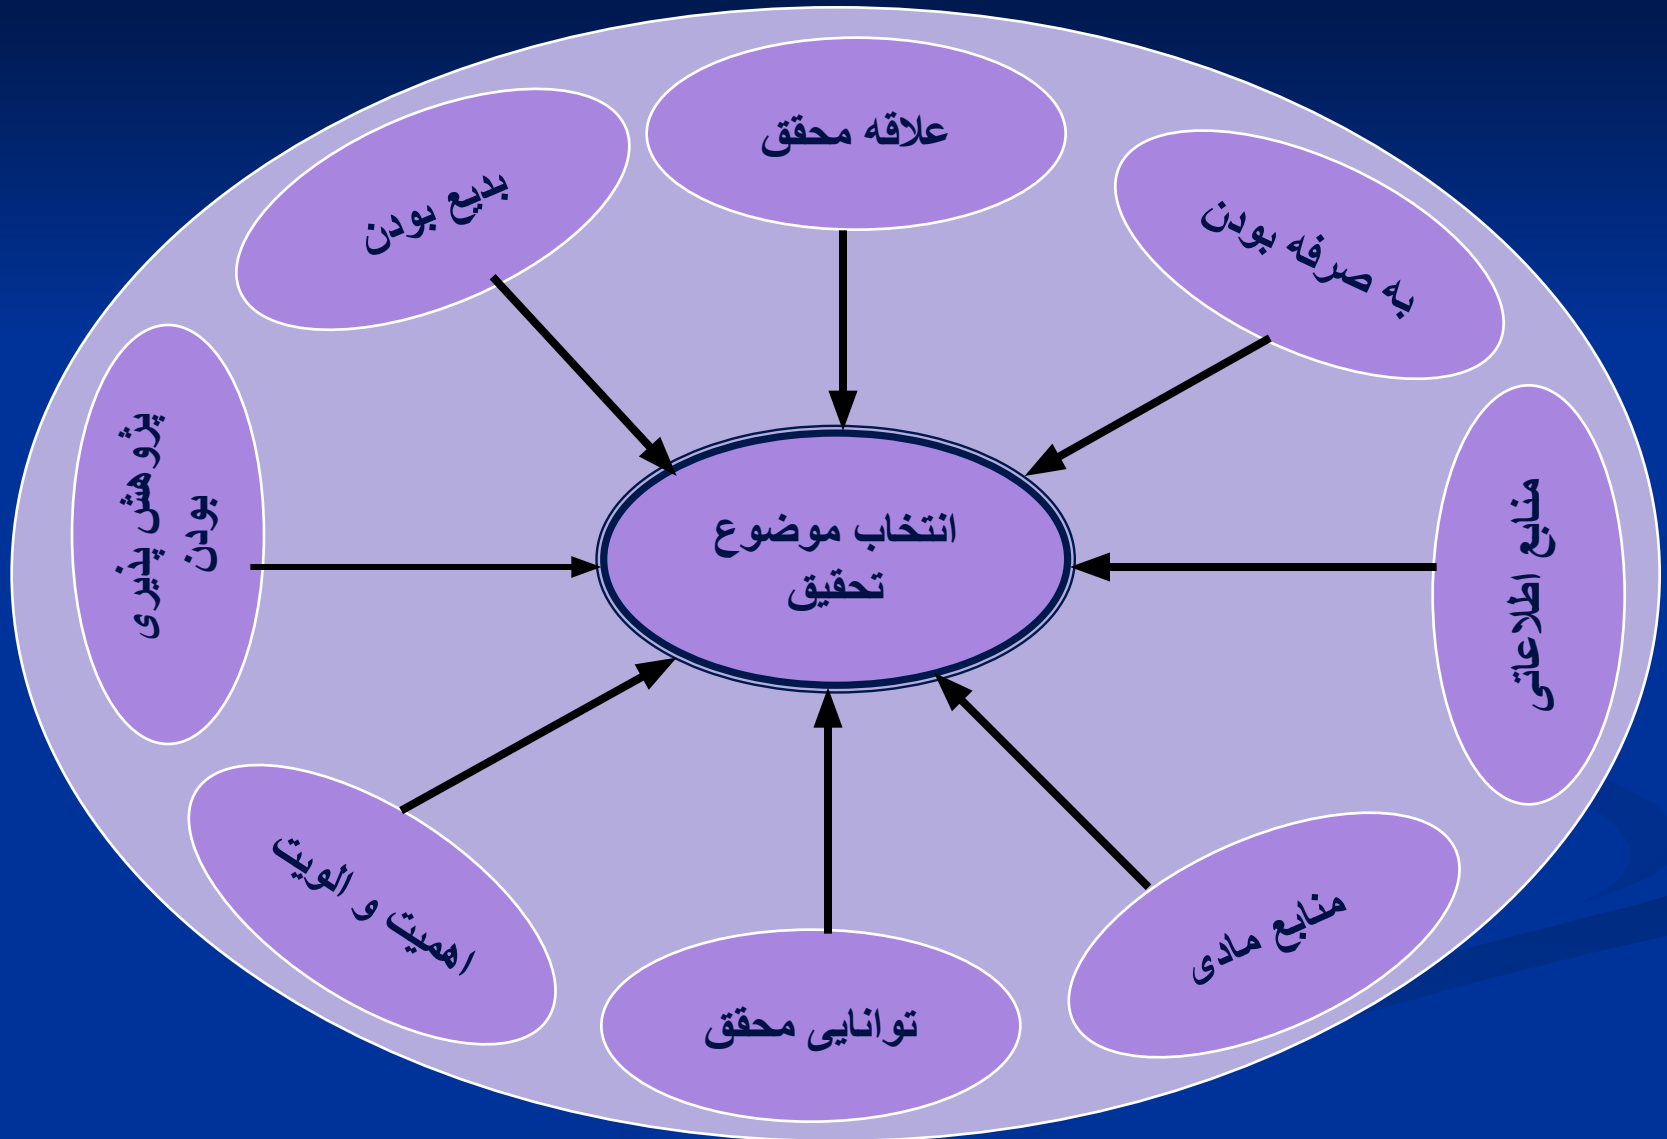 علاقه محقق
به صرفه بودن
منابع اطلاعاتی
منابع مادی
توانایی محقق
اهمیت و الویت
پژوهش پذیری
بودن
بدیع بودن
انتخاب موضوع
تحقیق